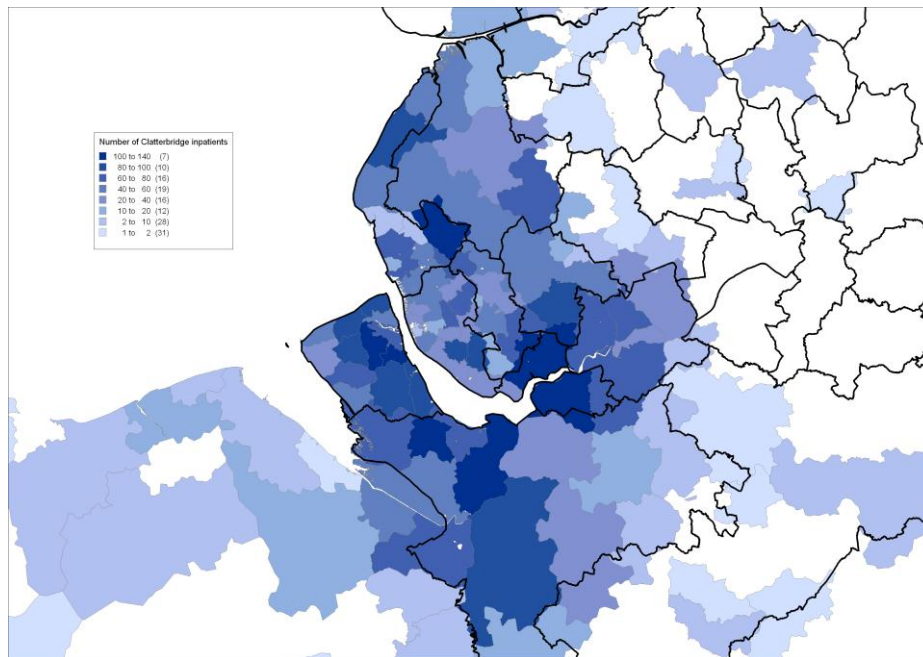 Number of Clatterbridge inpatients
100 to 140 (7)
80 to 100 (10)
60 to 80 (16)
40 to 60 (19)
20 to 40 (16)
10 to 20 (12)
2 to 10 (28)
1 to 2 (31)